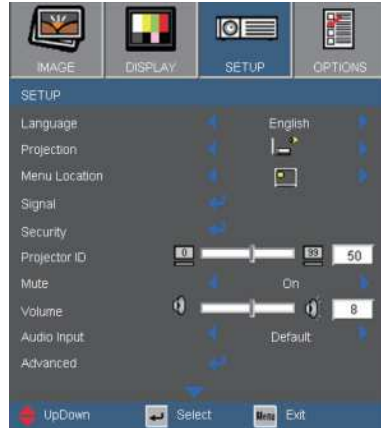 IMAGE DISPLAY SETUP OPTIONS
SETUP
Language English
Projection
Menu Location
Signal
Security
Projector ID 0 99 50
Mute On
Volume 8
Audio Input Default
Advanced
UpDown Select Menu Exit